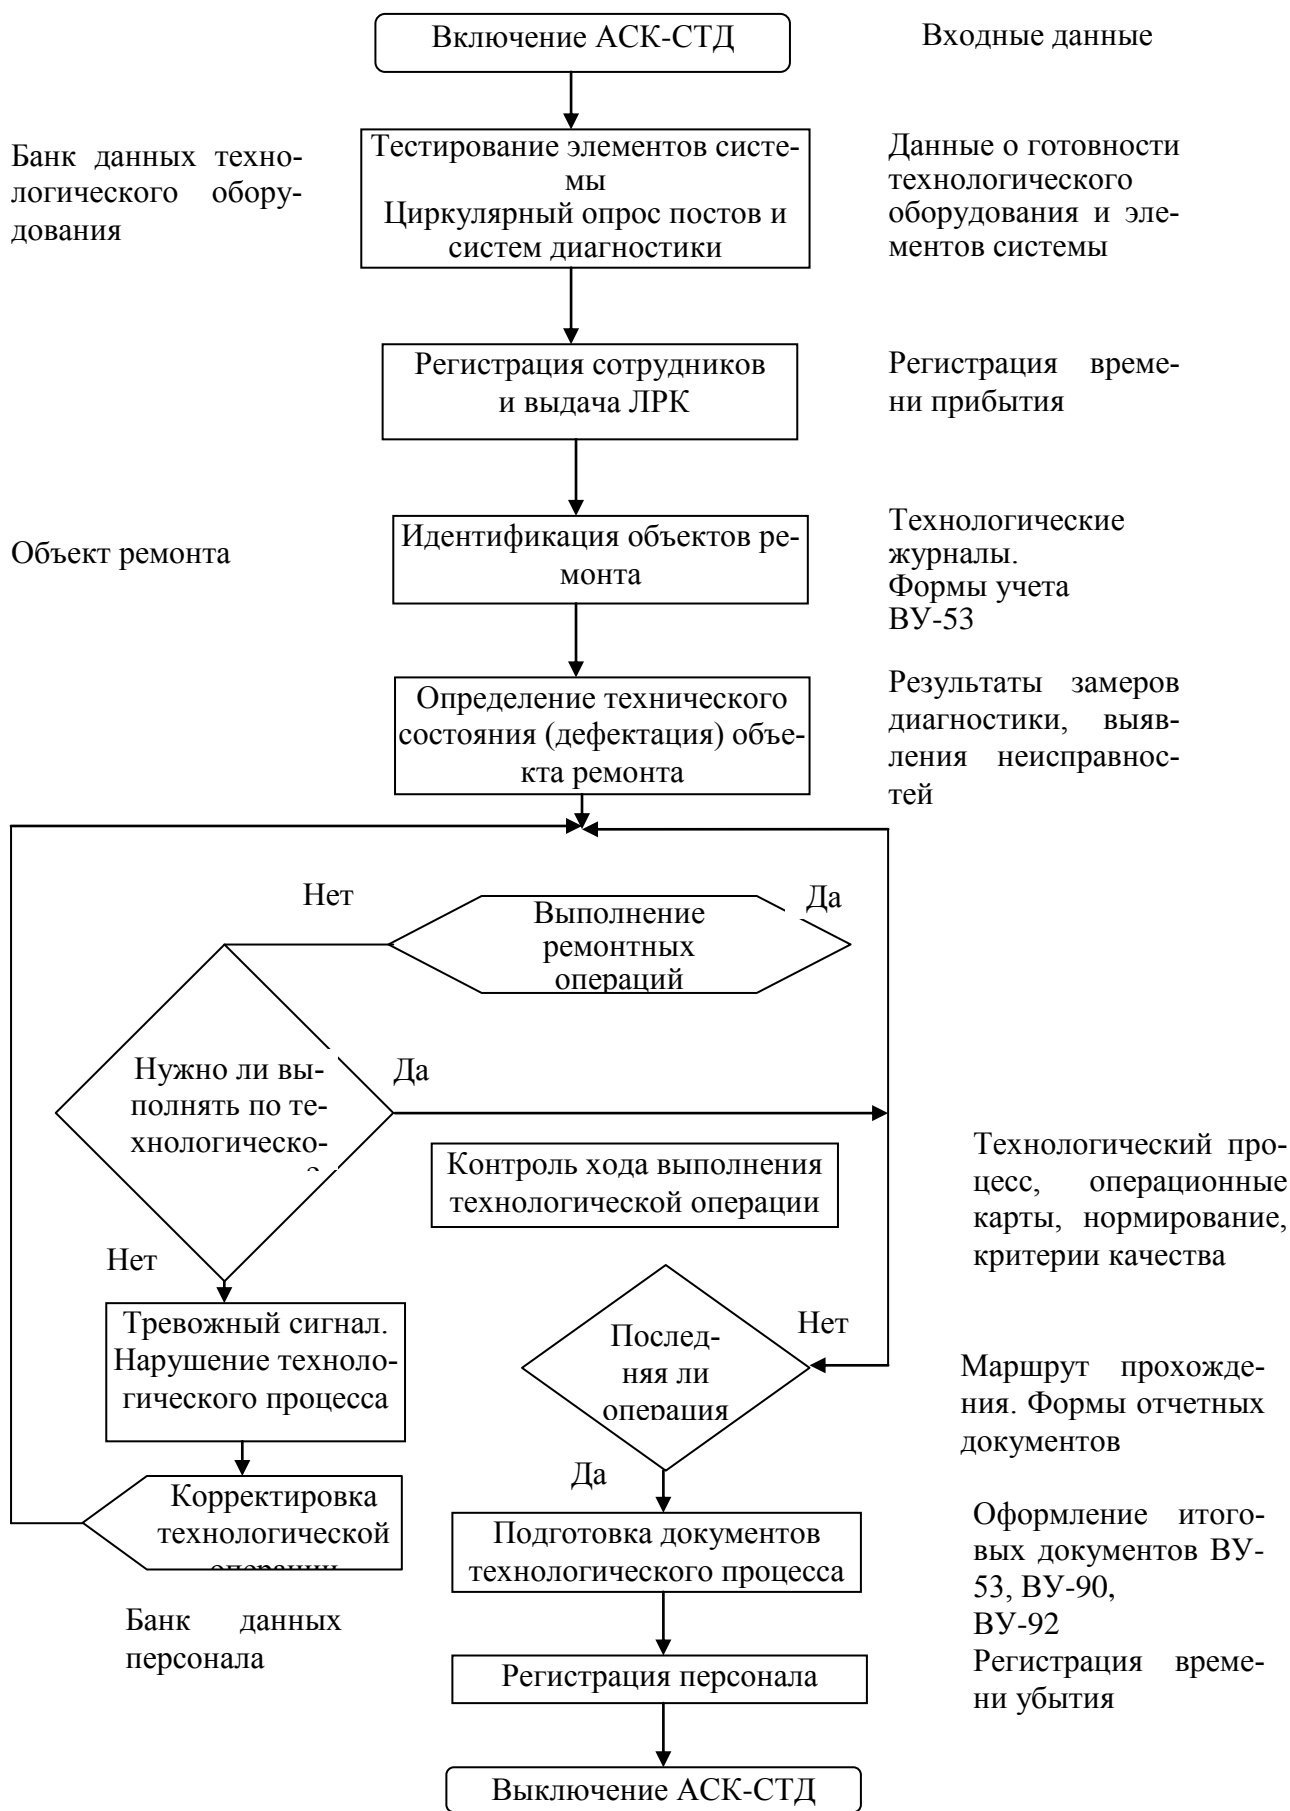 Включение АСК-СТД
Входные данные
Банк данных техно-
логического обору-
дования
Тестирование элементов систе-
мы
Циркулярный опрос постов и
систем диагностики
Данные о готовности
технологического
оборудования и эле-
ментов системы
Регистрация сотрудников
и выдача ЛРК
Регистрация време-
ни прибытия
Объект ремонта
Идентификация объектов ре-
монта
Технологические
журналы.
Формы учета
ВУ-53
Определение технического
состояния (дефектация) объе-
кта ремонта
Результаты замеров
диагностики, выяв-
ления неисправнос-
тей
Нет
Выполнение
ремонтных
операций
Да
Нужно ли вы-
полнять по те-
хнологическо-
Да
Контроль хода выполнения
технологической операции
Технологический про-
цесс, операционные
карты, нормирование,
критерии качества
Нет
Тревожный сигнал.
Нарушение техноло-
гического процесса
Послед-
няя ли
операция
Нет
Маршрут прохожде-
ния. Формы отчетных
документов
Да
Корректировка
технологической
операции
Подготовка документов
технологического процесса
Оформление итого-
вых документов ВУ-
53, ВУ-90,
ВУ-92
Банк данных
персонала
Регистрация персонала
Регистрация време-
ни убытия
Выключение АСК-СТД